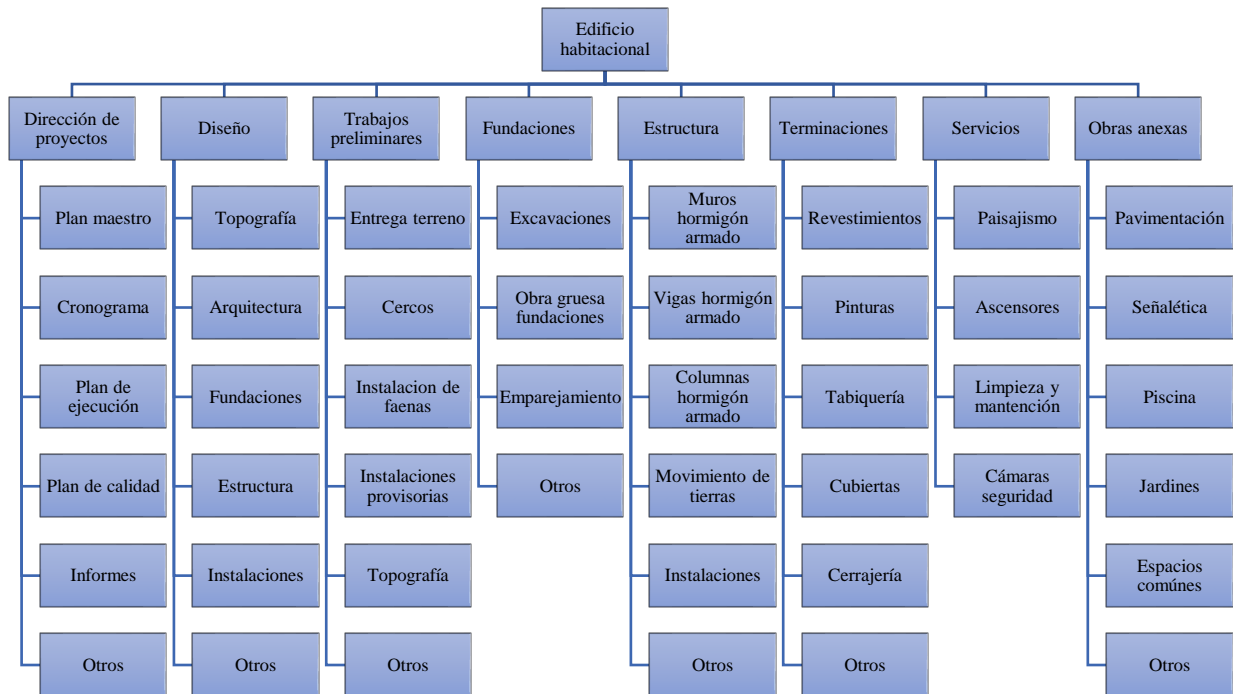 Edificio
habitacional
Dirección de
proyectos
Diseño
Trabajos
preliminares
Fundaciones
Estructura
Terminaciones
Servicios
Obras anexas
Plan maestro
Cronograma
Plan de
ejecución
Plan de calidad
Informes
Otros
Topografía
Arquitectura
Fundaciones
Estructura
Instalaciones
Otros
Entrega terreno
Cercos
Instalacion de
faenas
Instalaciones
provisorias
Topografía
Otros
Excavaciones
Obra gruesa
fundaciones
Emparejamiento
Otros
Muros
hormigón
armado
Vigas hormigón
armado
Columnas
hormigón
armado
Movimiento de
tierras
Instalaciones
Otros
Revestimientos
Pinturas
Tabiquería
Cubiertas
Cerrajería
Otros
Paisajismo
Ascensores
Limpieza y
mantención
Cámaras
seguridad
Pavimentación
Señalética
Piscina
Jardines
Espacios
comúnes
Otros